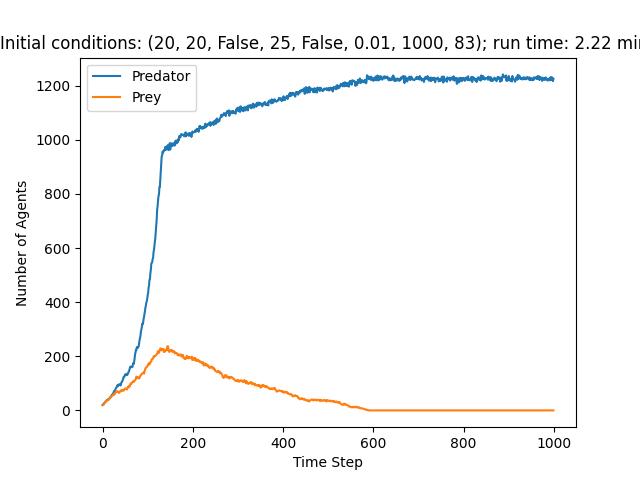 Initial conditions: (20, 20, False, 25, False, 0.01, 1000, 83); run time: 2.22
Predator
Prey
1200
1000
800
600
400
200
0
Number of Agents
0 200 400 600 800 1000
Time Step